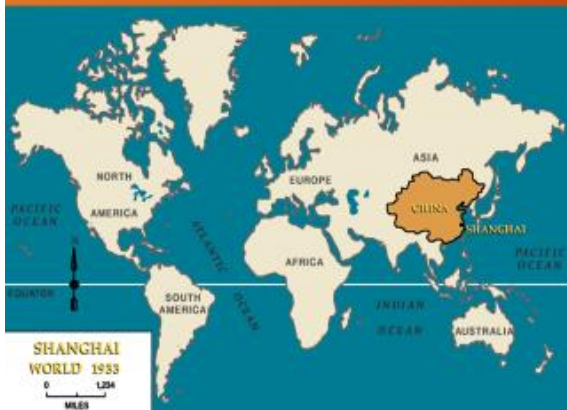 ASIA
NORTH
AMERICA
EUROPE
CHINA
SHANGHAI
PACIFIC
OCEAN
ATLANTIC
OCEAN
N
AFRICA
PACIFIC
OCEAN
EQUATOR
SOUTH
AMERICA
INDIAN
OCEAN
AUSTRALIA
SHANGHAI
WORLD 1933
0 1,234
MILES